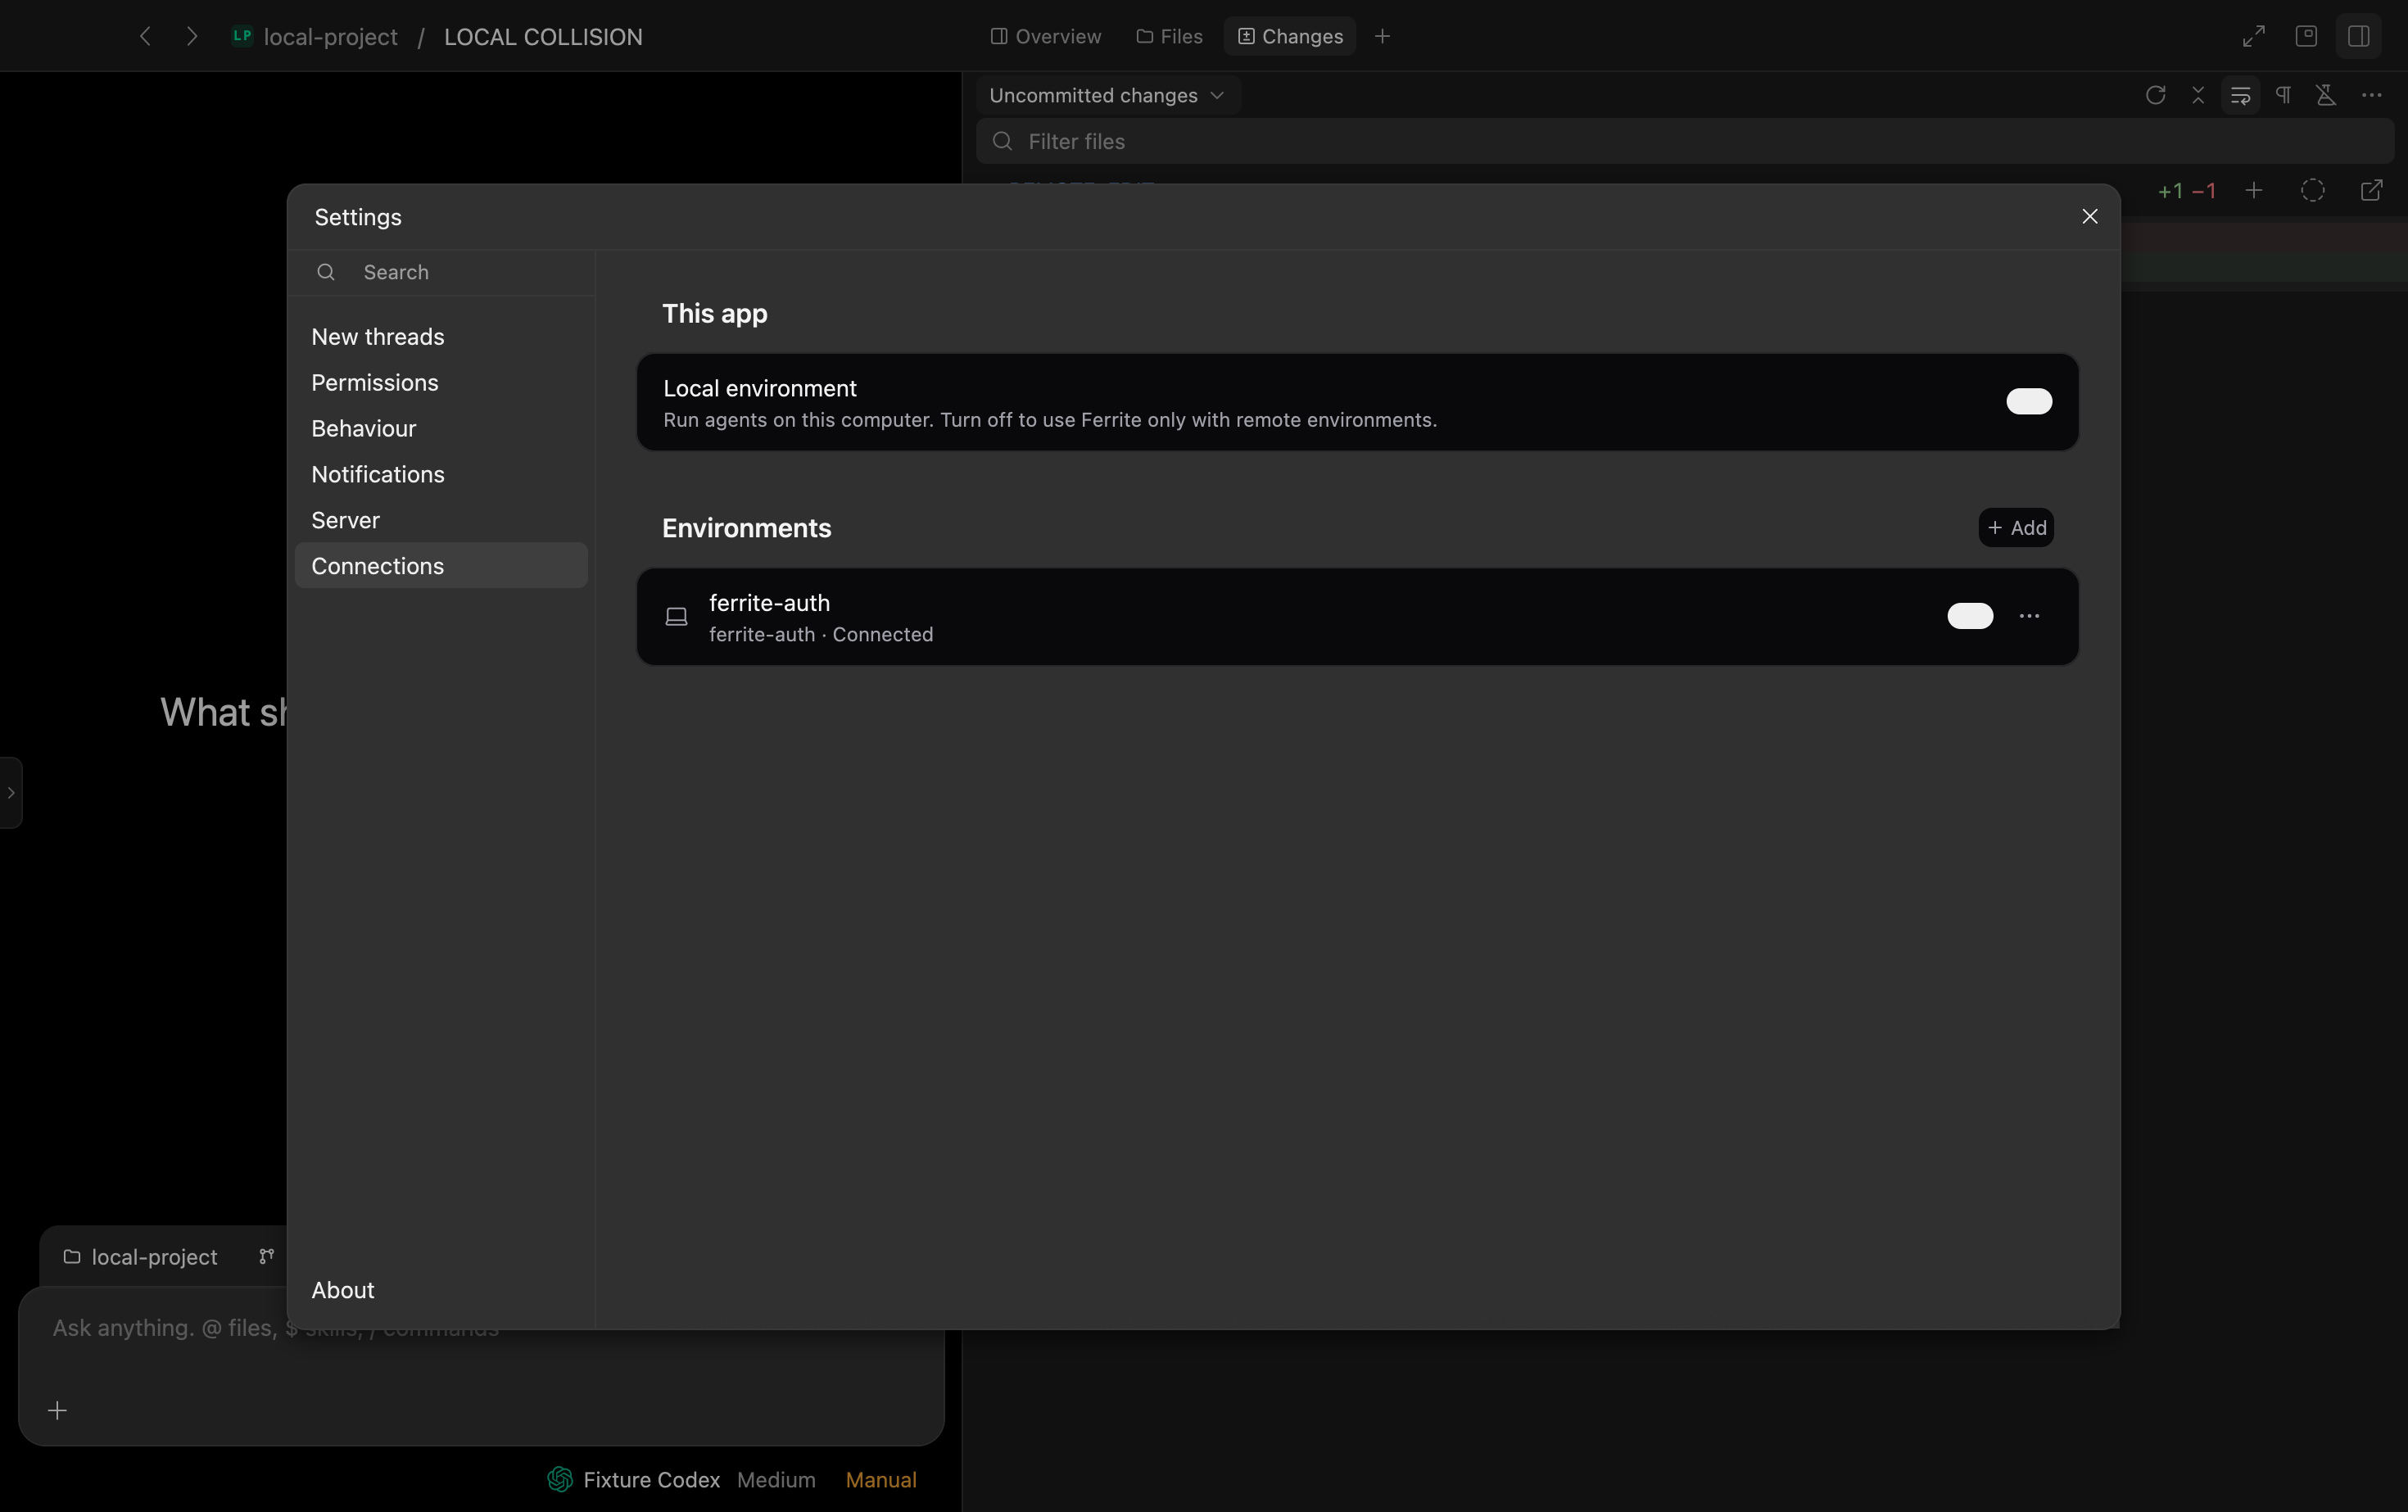 LP local-project / LOCAL COLLISION
Overview
Files
Changes
Uncommitted changes
Filter files
+1 −1
Settings
Search
New threads
Permissions
Behaviour
Notifications
Server
Connections
About
This app
Local environment
Run agents on this computer. Turn off to use Ferrite only with remote environments.
Environments
+ Add
ferrite-auth
ferrite-auth · Connected
What
local-project
Ask anything. @ files, $ skills, / commands
Fixture Codex Medium Manual